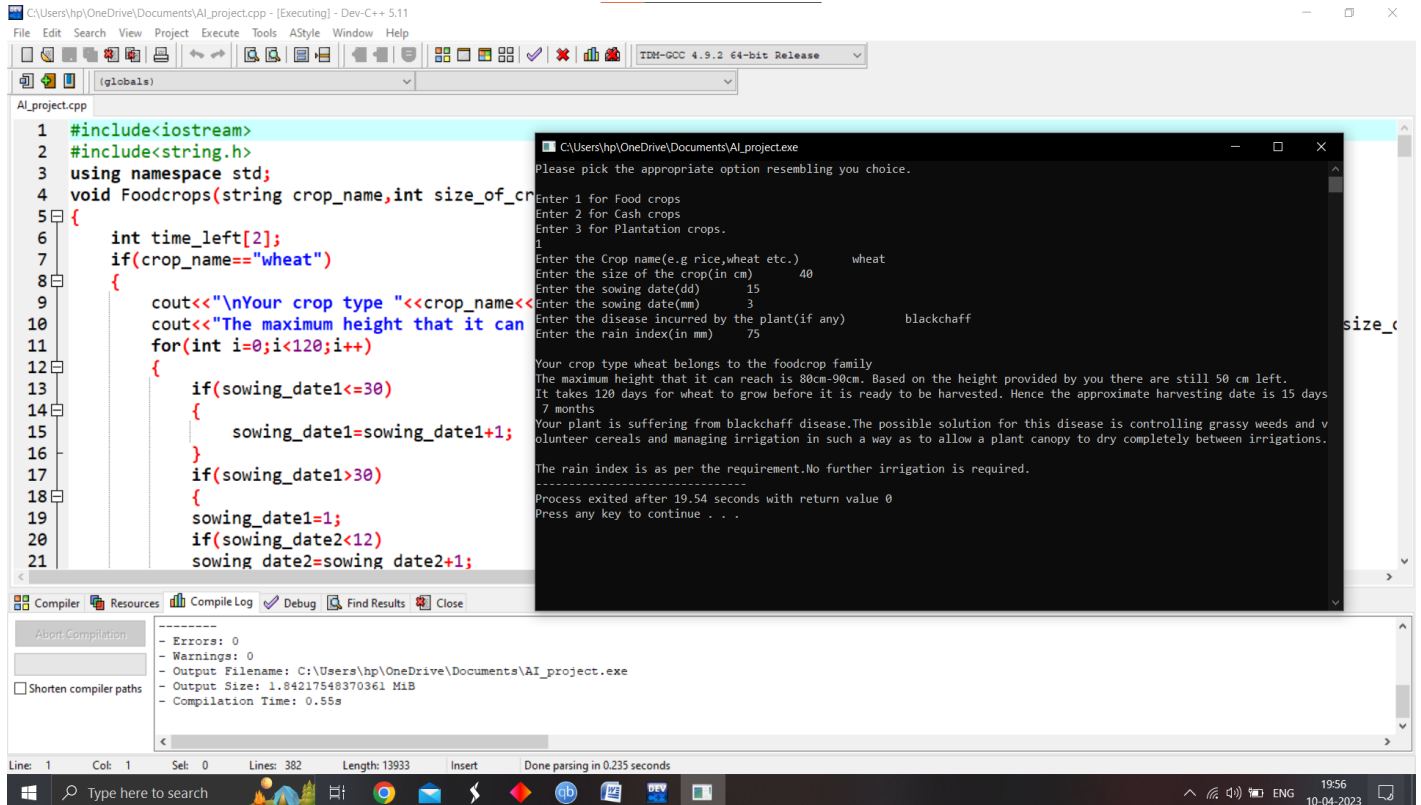 C:\Users\hp\OneDrive\Documents\AI_project.cpp - [Executing] - Dev-C++ 5.11
File Edit Search View Project Execute Tools AStyle Window Help
TDM-GCC 4.9.2 64-bit Release
(globals)
AI_project.cpp
1 #include<iostream>
2 #include<string.h>
3 using namespace std;
4 void Foodcrops(string crop_name,int size_of_cr
5 {
6 int time_left[2];
7 if(crop_name=="wheat")
8 {
9 cout<<"\nYour crop type "<<crop_name<<
10 cout<<"The maximum height that it can
size_c
11 for(int i=0;i<120;i++)
12 {
13 if(sowing_date1<=30)
14 {
15 sowing_date1=sowing_date1+1;
16 }
17 if(sowing_date1>30)
18 {
19 sowing_date1=1;
20 if(sowing_date2<12)
21 sowing_date2=sowing_date2+1;
C:\Users\hp\OneDrive\Documents\AI_project.exe
Please pick the appropriate option resembling you choice.
Enter 1 for Food crops
Enter 2 for Cash crops
Enter 3 for Plantation crops.
1
Enter the Crop name(e.g rice,wheat etc.) wheat
Enter the size of the crop(in cm) 40
Enter the sowing date(dd) 15
Enter the sowing date(mm) 3
Enter the disease incurred by the plant(if any) blackchaff
Enter the rain index(in mm) 75
Your crop type wheat belongs to the foodcrop family
The maximum height that it can reach is 80cm-90cm. Based on the height provided by you there are still 50 cm left.
It takes 120 days for wheat to grow before it is ready to be harvested. Hence the approximate harvesting date is 15 days
7 months
Your plant is suffering from blackchaff disease.The possible solution for this disease is controlling grassy weeds and v
olunteer cereals and managing irrigation in such a way as to allow a plant canopy to dry completely between irrigations.
The rain index is as per the requirement.No further irrigation is required.
--------------------------------
Process exited after 19.54 seconds with return value 0
Press any key to continue . . .
Compiler Resources Compile Log Debug Find Results Close
Abort Compilation
Shorten compiler paths
--------
- Errors: 0
- Warnings: 0
- Output Filename: C:\Users\hp\OneDrive\Documents\AI_project.exe
- Output Size: 1.84217548370361 MiB
- Compilation Time: 0.55s
Line: 1 Col: 1 Sel: 0 Lines: 382 Length: 13933 Insert Done parsing in 0.235 seconds
Type here to search
qb
DEV
ENG
19:56
10-04-2023